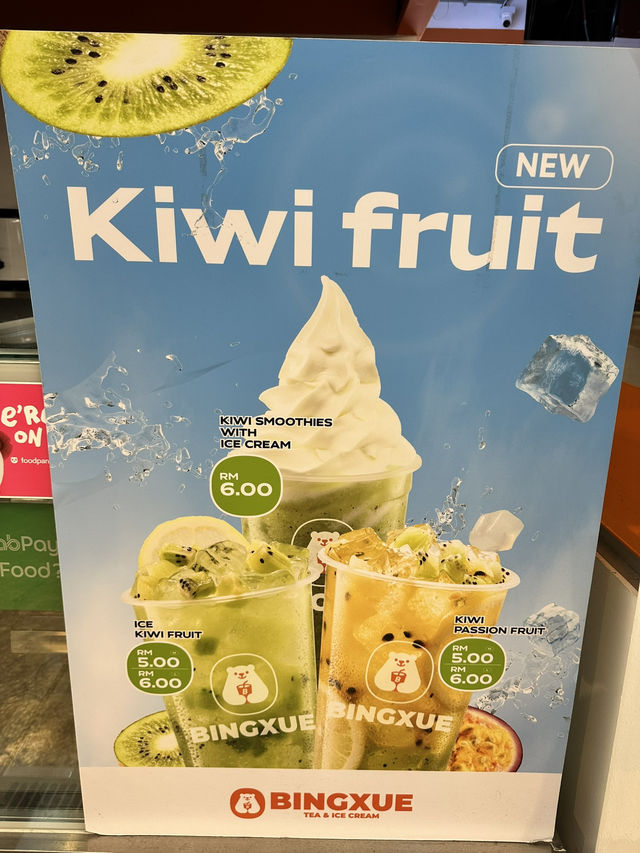 NEW
Kiwi fruit
KIWI SMOOTHIES
WITH
ICE CREAM
RM
6.00
ICE
KIWI FRUIT
RM
5.00
RM
6.00
KIWI
PASSION FRUIT
RM
5.00
RM
6.00
BINGXUE
BINGXUE
BINGXUE
TEA & ICE CREAM
ON